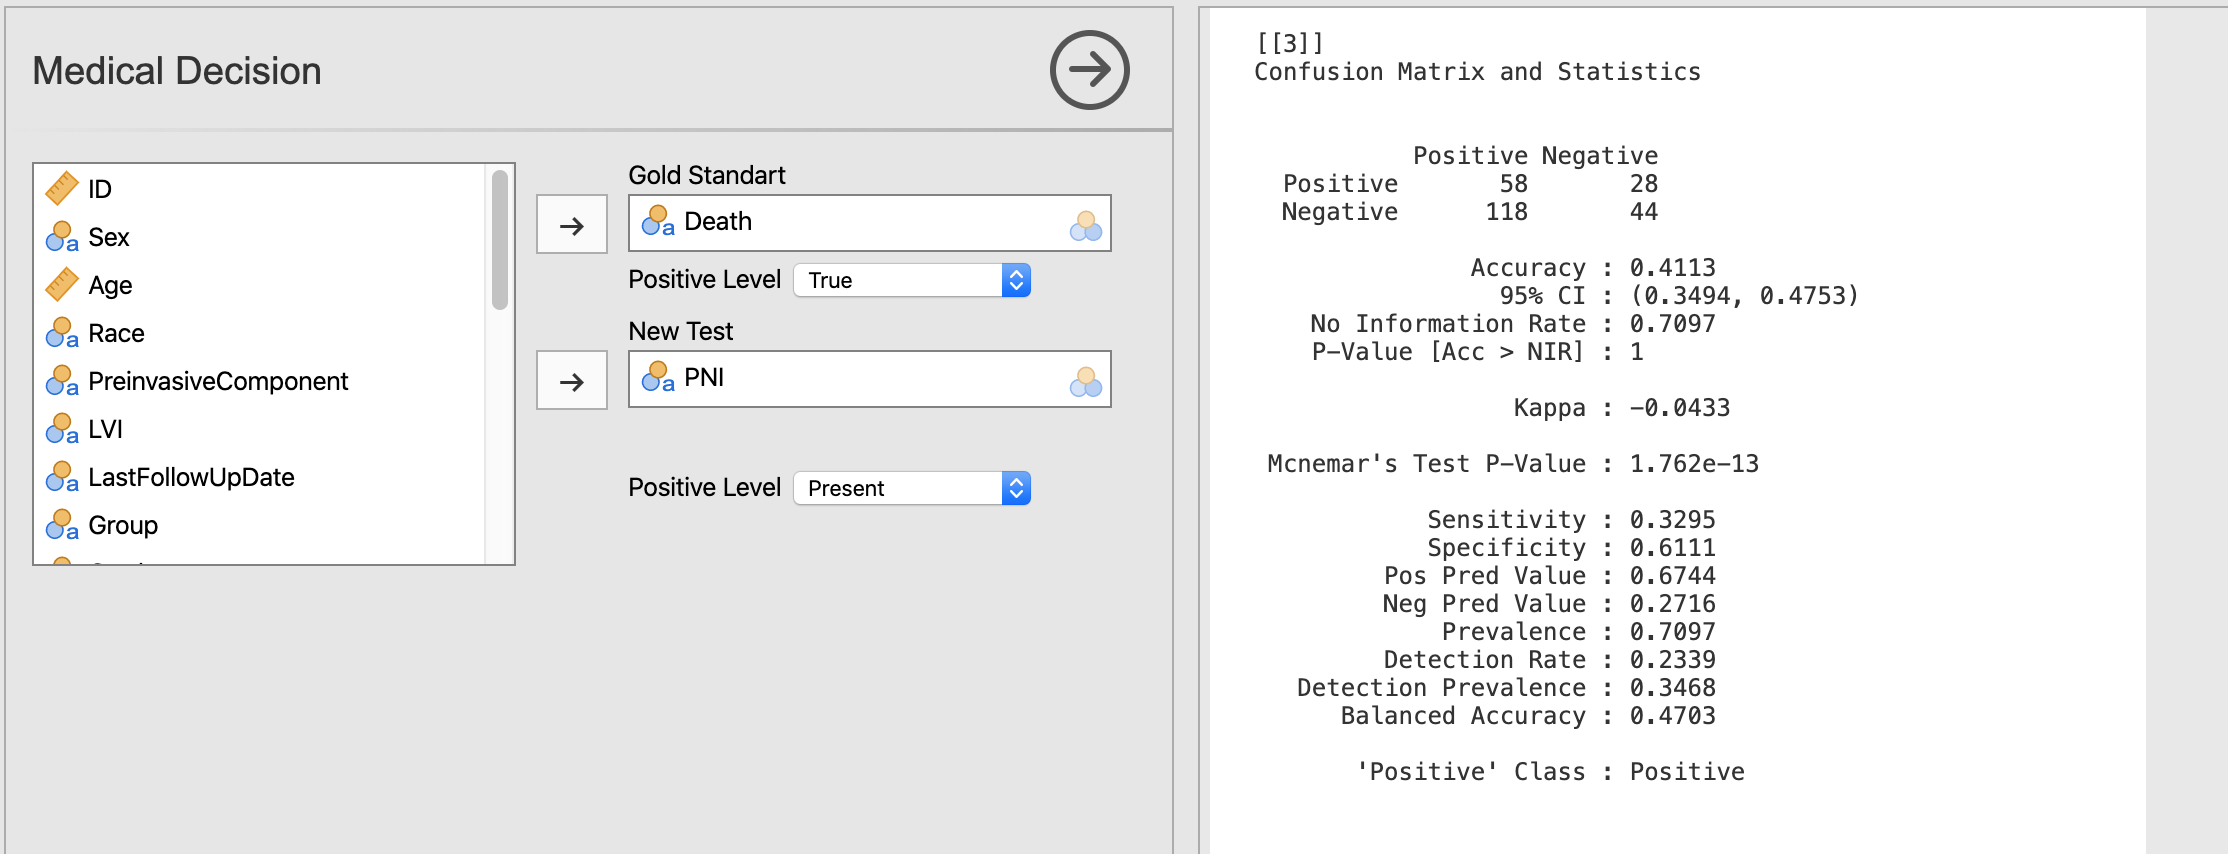 Medical Decision
ID
Sex
Age
Race
PreinvasiveComponent
LVI
LastFollowUpDate
Group
Gold Standart
Death
Positive Level True
New Test
PNI
Positive Level Present
[[3]]
Confusion Matrix and Statistics
Positive Negative
Positive 58 28
Negative 118 44
Accuracy : 0.4113
95% CI : (0.3494, 0.4753)
No Information Rate : 0.7097
P-Value [Acc > NIR] : 1
Kappa : -0.0433
Mcnemar's Test P-Value : 1.762e-13
Sensitivity : 0.3295
Specificity : 0.6111
Pos Pred Value : 0.6744
Neg Pred Value : 0.2716
Prevalence : 0.7097
Detection Rate : 0.2339
Detection Prevalence : 0.3468
Balanced Accuracy : 0.4703
'Positive' Class : Positive